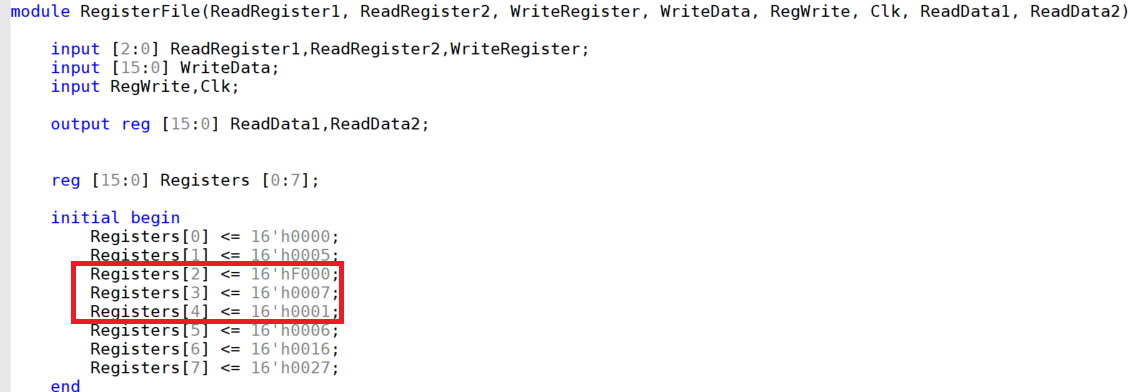 module RegisterFile(ReadRegister1, ReadRegister2, WriteRegister, WriteData, RegWrite, Clk, ReadData1, ReadData2)
input [2:0] ReadRegister1,ReadRegister2,WriteRegister;
input [15:0] WriteData;
input RegWrite,Clk;
output reg [15:0] ReadData1,ReadData2;
reg [15:0] Registers [0:7];
initial begin
Registers[0] <= 16'h0000;
Registers[1] <= 16'h0005;
Registers[2] <= 16'hF000;
Registers[3] <= 16'h0007;
Registers[4] <= 16'h0001;
Registers[5] <= 16'h0006;
Registers[6] <= 16'h0016;
Registers[7] <= 16'h0027;
end